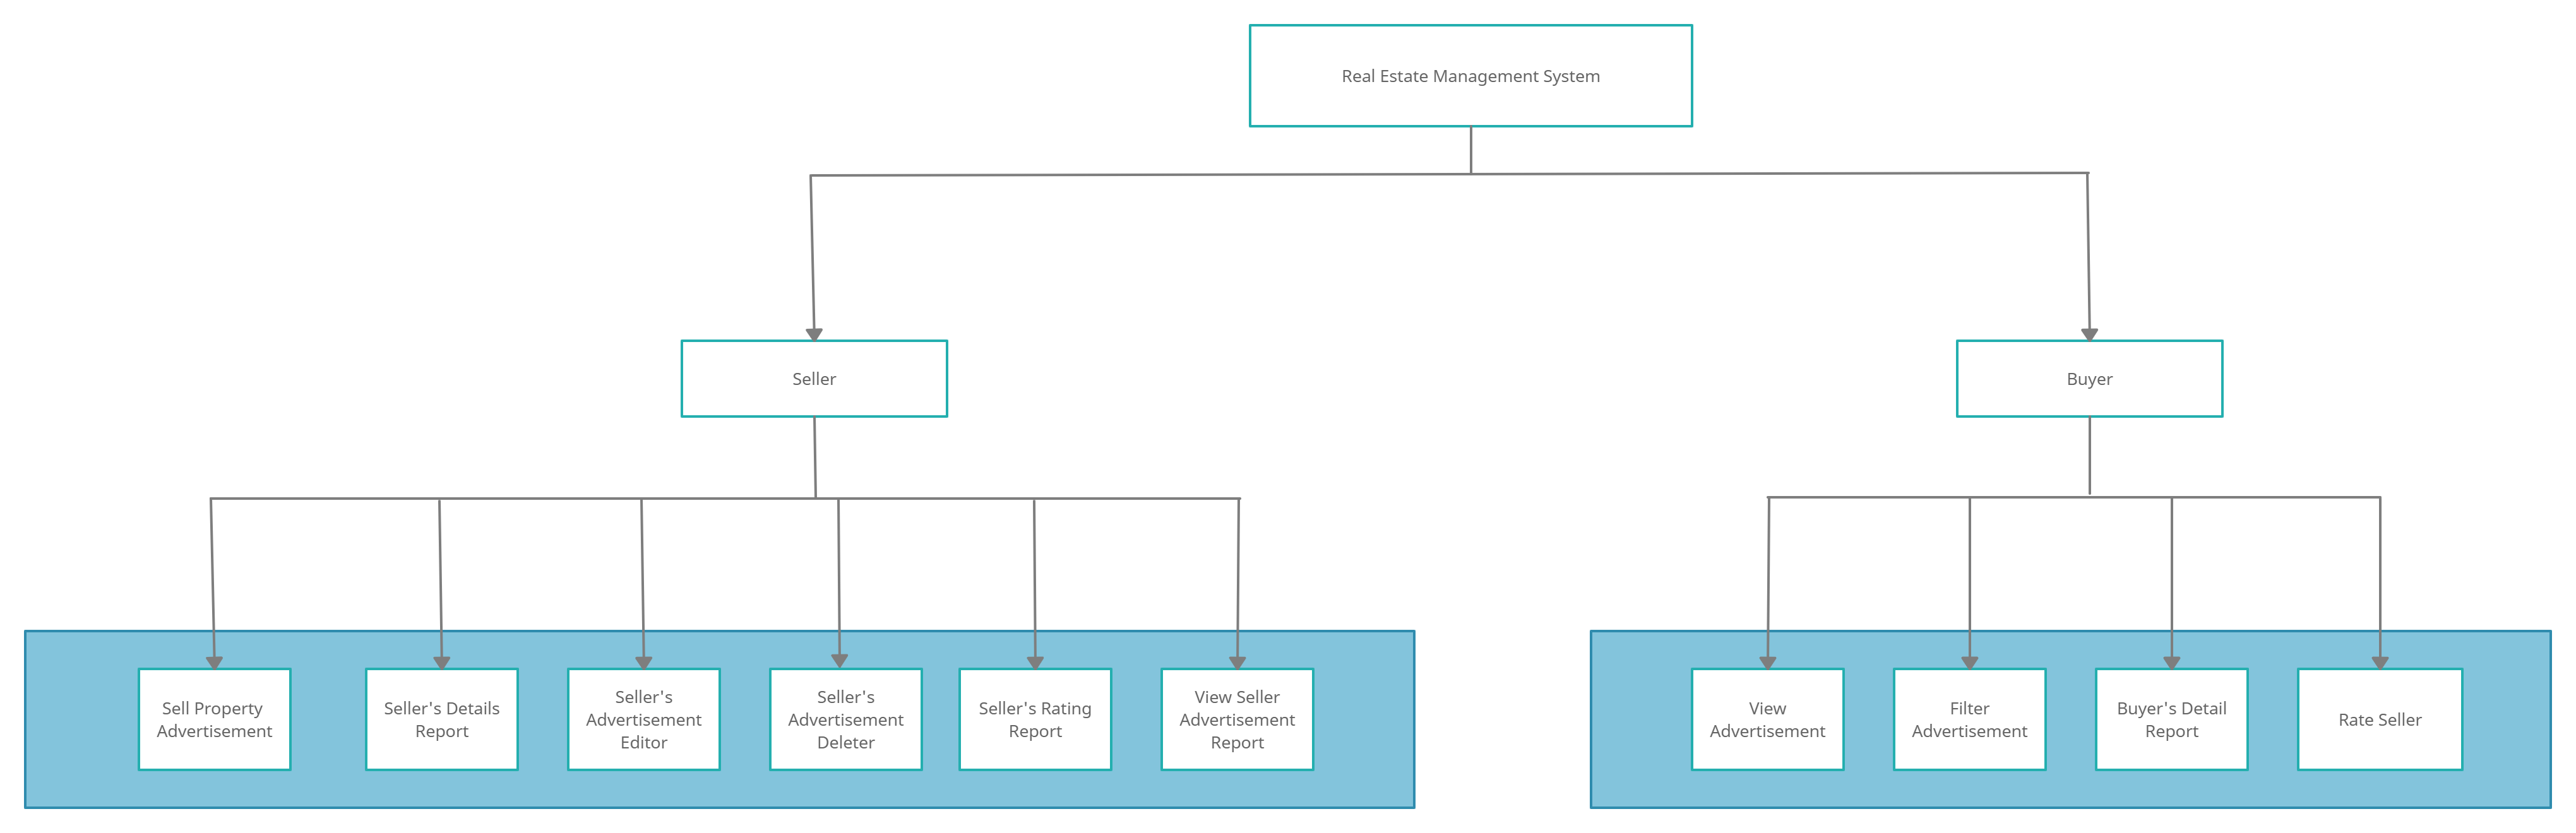 Real Estate Management System
Seller
Buyer
Sell Property
Advertisement
Seller's Details
Report
Seller's
Advertisement
Editor
Seller's
Advertisement
Deleter
Seller's Rating
Report
View Seller
Advertisement
Report
View
Advertisement
Filter
Advertisement
Buyer's Detail
Report
Rate Seller